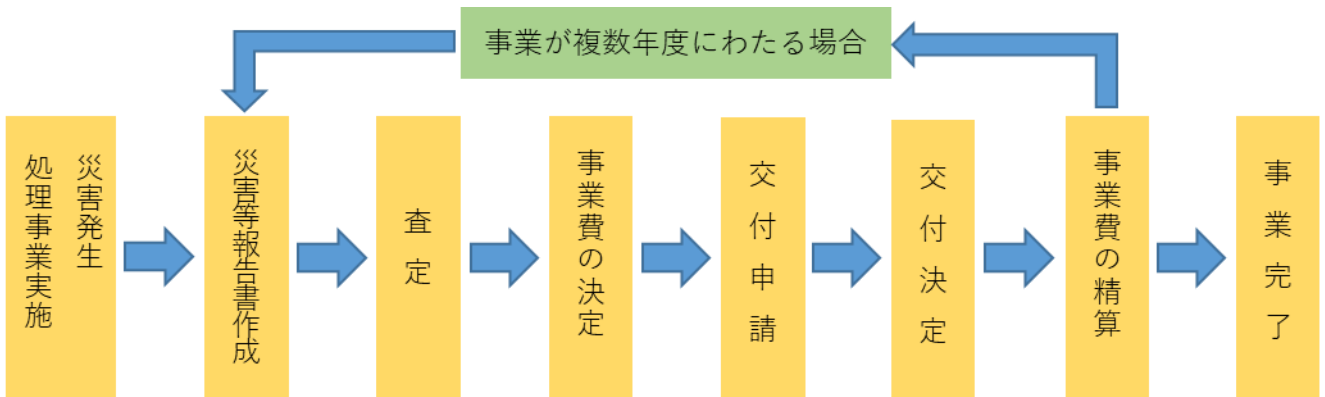 事業が複数年度にわたる場合
災害発生
処理事業実施
災害等報告書作成
査定
事業費の決定
交付申請
交付決定
事業費の精算
事業完了